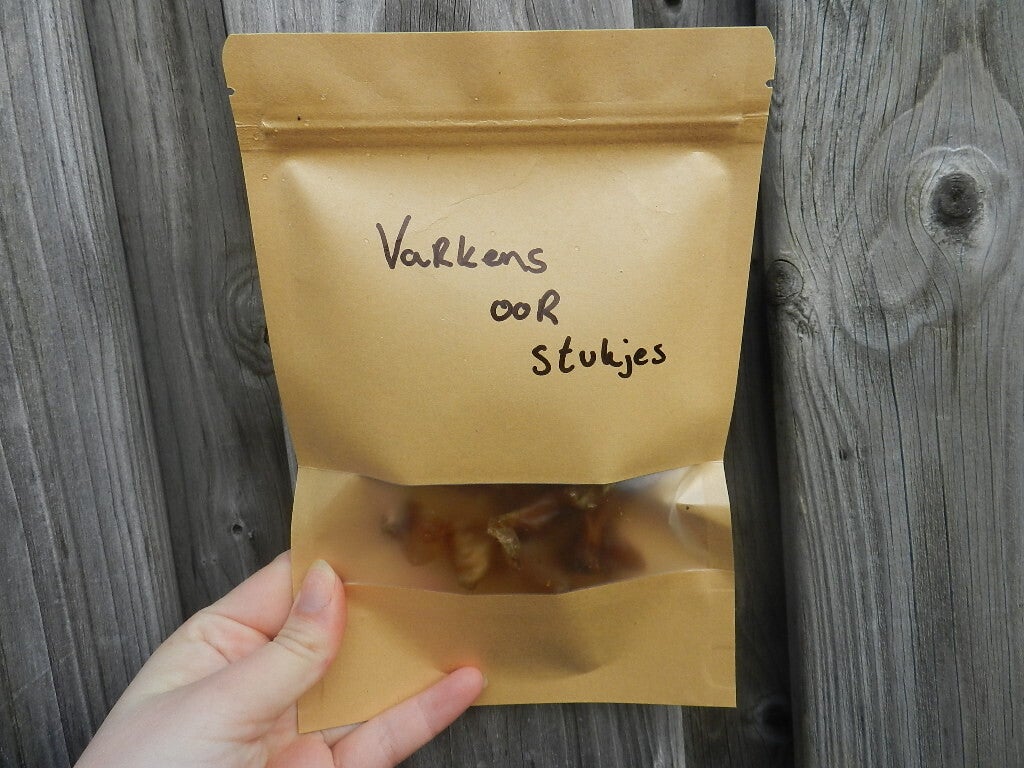 Varkens
oor
stukjes